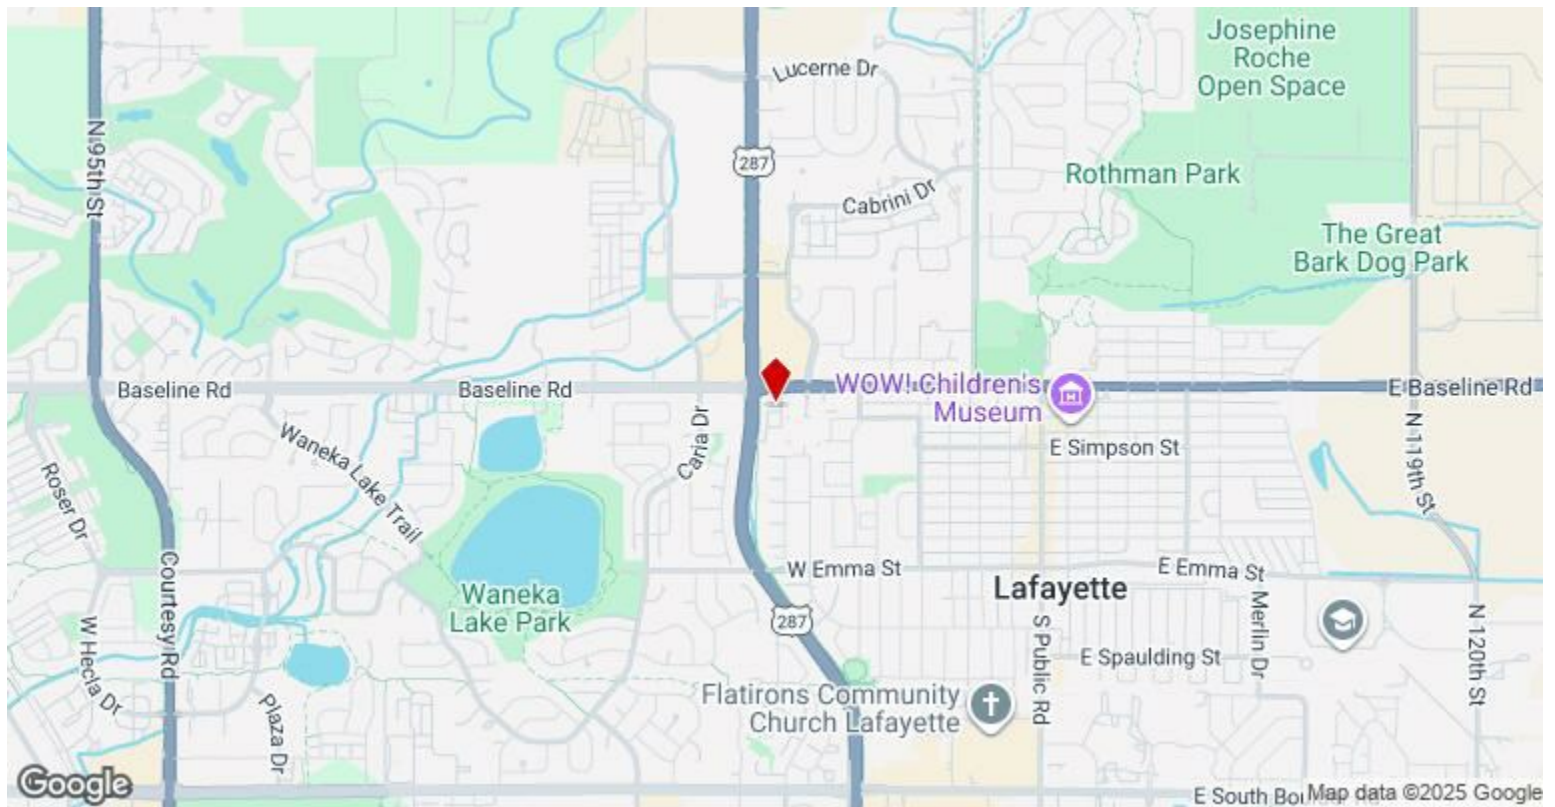 Josephine
Roche
Open Space
Lucerne Dr
N 95th St
287
Rothman Park
Cabrini Dr
The Great
Bark Dog Park
Baseline Rd
Baseline Rd
WOW! Children's
Museum
E Baseline Rd
Caria Dr
Waneka Lake Trail
E Simpson St
N 119th St
Roser Dr
W Emma St
E Emma St
Lafayette
Courtesy Rd
Waneka
Lake Park
287
W Hecla Dr
S Public Rd
E Spaulding St
Merlin Dr
N 120th St
Plaza Dr
Flatirons Community
Church Lafayette
Google
E South Bou
Map data ©2025 Google